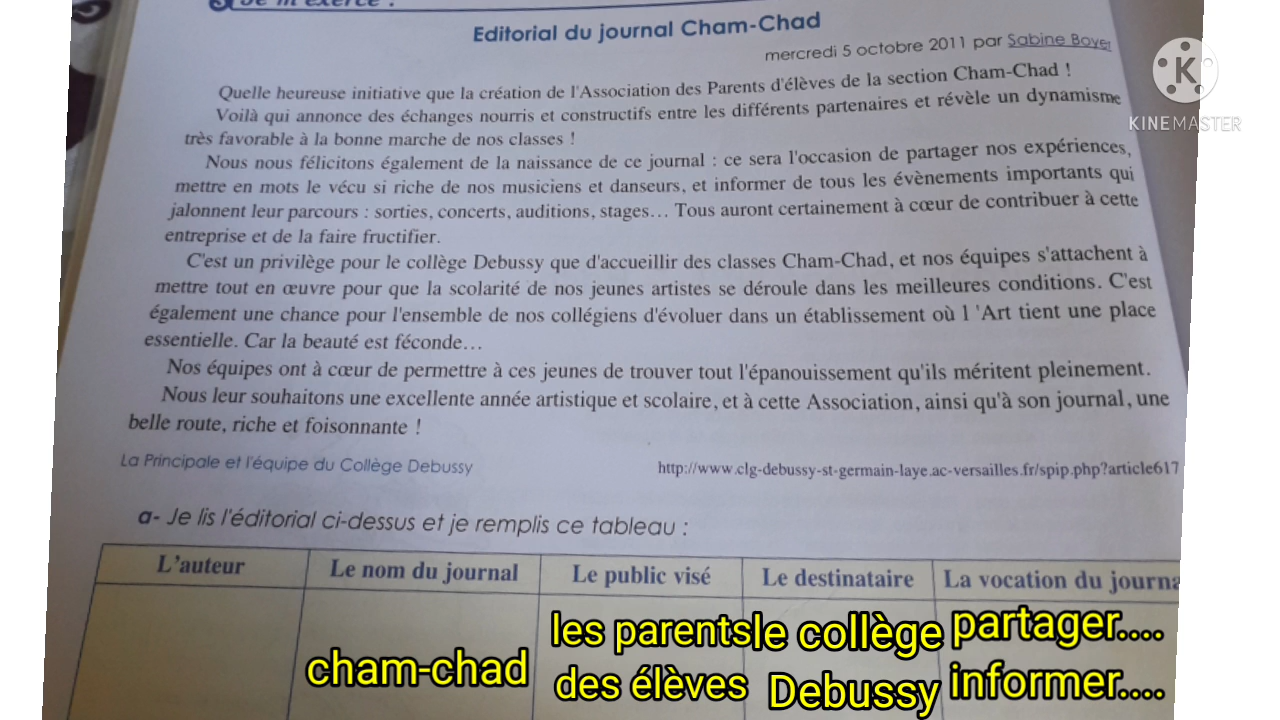 Je m'exerce :
Editorial du journal Cham-Chad
mercredi 5 octobre 2011 par Sabine Boyer
KINEMASTER
Quelle heureuse initiative que la création de l'Association des Parents d'élèves de la section Cham-Chad !
Voilà qui annonce des échanges nourris et constructifs entre les différents partenaires et révèle un dynamisme
très favorable à la bonne marche de nos classes !
Nous nous félicitons également de la naissance de ce journal : ce sera l'occasion de partager nos expériences,
mettre en mots le vécu si riche de nos musiciens et danseurs, et informer de tous les évènements importants qui
jalonnent leur parcours : sorties, concerts, auditions, stages… Tous auront certainement à cœur de contribuer à cette
entreprise et de la faire fructifier.
C'est un privilège pour le collège Debussy que d'accueillir des classes Cham-Chad, et nos équipes s'attachent à
mettre tout en œuvre pour que la scolarité de nos jeunes artistes se déroule dans les meilleures conditions. C'est
également une chance pour l'ensemble de nos collégiens d'évoluer dans un établissement où l 'Art tient une place
essentielle. Car la beauté est féconde…
Nos équipes ont à cœur de permettre à ces jeunes de trouver tout l'épanouissement qu'ils méritent pleinement.
Nous leur souhaitons une excellente année artistique et scolaire, et à cette Association, ainsi qu'à son journal, une
belle route, riche et foisonnante !
La Principale et l'équipe du Collège Debussy
http://www.clg-debussy-st-germain-laye.ac-versailles.fr/spip.php?article617
a- Je lis l'éditorial ci-dessus et je remplis ce tableau :
L'auteur Le nom du journal Le public visé Le destinataire La vocation du journa
cham-chad
les parents
des élèves
le collège
Debussy
partager....
informer....